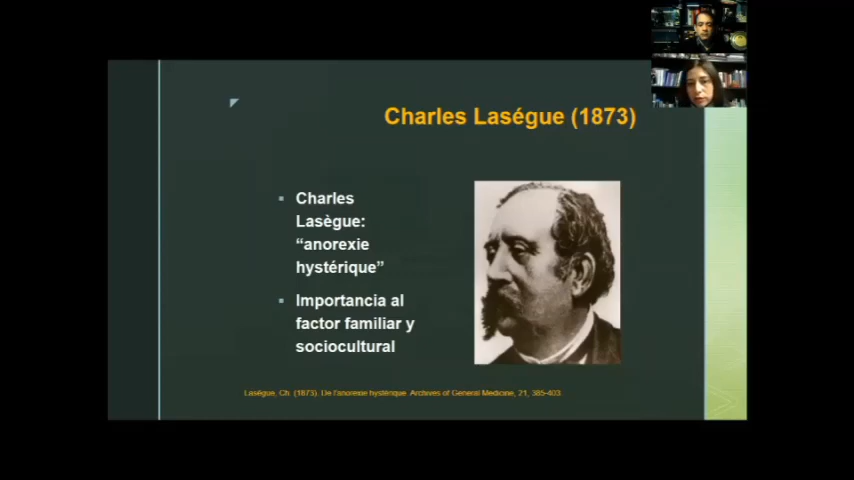 Charles Laségue (1873)
Charles
Lasègue:
“anorexie
hystérique”
Importancia al
factor familiar y
sociocultural
Laségue, Ch. (1873). De l'anorexie hystérique. Archives of General Medicine, 21, 385-403.